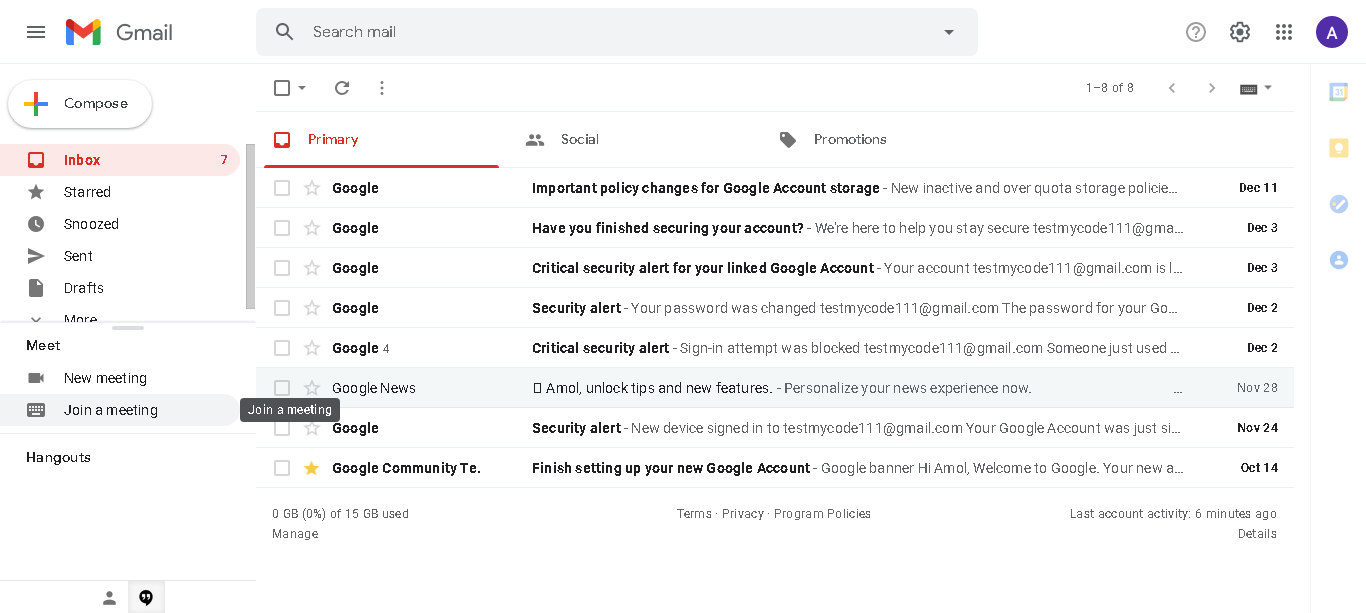 Gmail
Search mail
A
Compose
1–8 of 8
31
Primary
Social
Promotions
Inbox 7
Starred
Snoozed
Sent
Drafts
More
Google Important policy changes for Google Account storage - New inactive and over quota storage policie... Dec 11
Google Have you finished securing your account? - We're here to help you stay secure testmycode111@gma... Dec 3
Google Critical security alert for your linked Google Account - Your account testmycode111@gmail.com is l... Dec 3
Google Security alert - Your password was changed testmycode111@gmail.com The password for your Go... Dec 2
Google 4 Critical security alert - Sign-in attempt was blocked testmycode111@gmail.com Someone just used ... Dec 2
Google News Amol, unlock tips and new features. - Personalize your news experience now. ... Nov 28
Google Security alert - New device signed in to testmycode111@gmail.com Your Google Account was just si... Nov 24
Google Community Te. Finish setting up your new Google Account - Google banner Hi Amol, Welcome to Google. Your new a... Oct 14
Meet
New meeting
Join a meeting
Join a meeting
Hangouts
0 GB (0%) of 15 GB used
Manage
Terms · Privacy · Program Policies
Last account activity: 6 minutes ago
Details